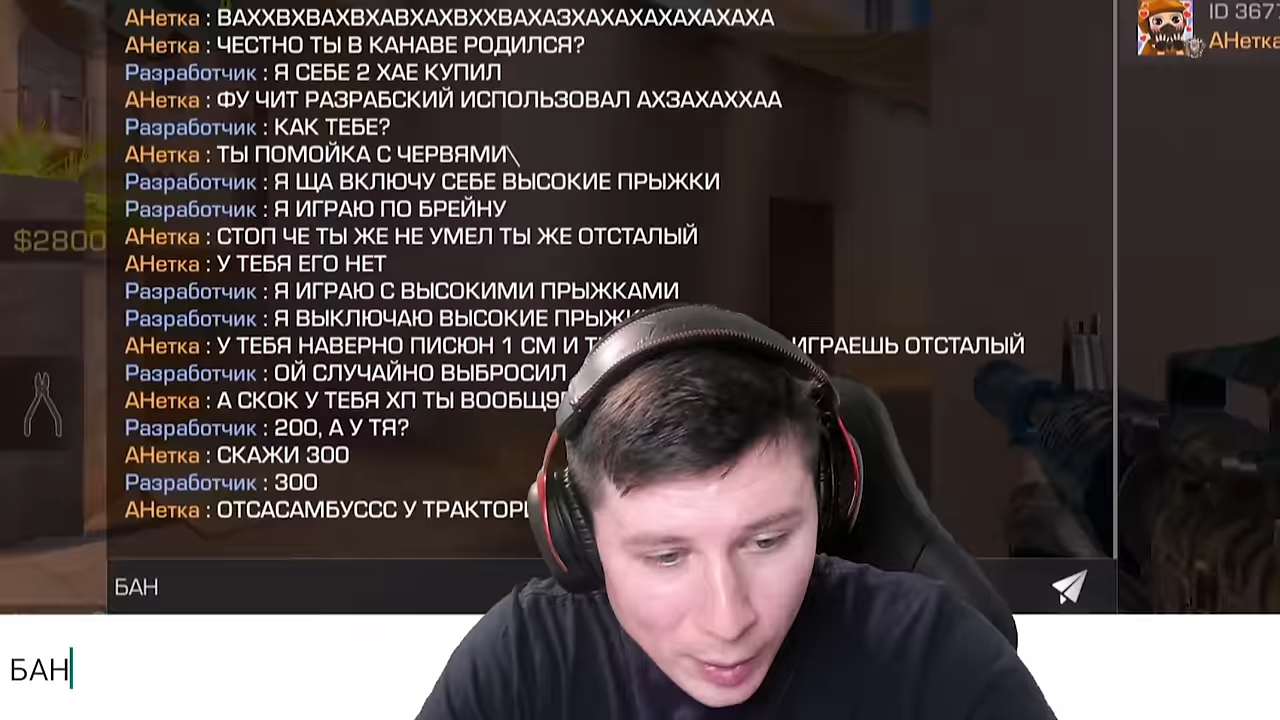 АНетка : ВАХХВХВАХВХАВХАХВХХВАХАЗХАХАХАХАХАХАХА
ID 3677
АНетка : ЧЕСТНО ТЫ В КАНАВЕ РОДИЛСЯ?
АНетка
Разработчик : Я СЕБЕ 2 ХАЕ КУПИЛ
АНетка : ФУ ЧИТ РАЗРАБСКИЙ ИСПОЛЬЗОВАЛ АХЗАХАХХАА
Разработчик : КАК ТЕБЕ?
АНетка : ТЫ ПОМОЙКА С ЧЕРВЯМИ\
Разработчик : Я ЩА ВКЛЮЧУ СЕБЕ ВЫСОКИЕ ПРЫЖКИ
Разработчик : Я ИГРАЮ ПО БРЕЙНУ
$2800
АНетка : СТОП ЧЕ ТЫ ЖЕ НЕ УМЕЛ ТЫ ЖЕ ОТСТАЛЫЙ
АНетка : У ТЕБЯ ЕГО НЕТ
Разработчик : Я ИГРАЮ С ВЫСОКИМИ ПРЫЖКАМИ
Разработчик : Я ВЫКЛЮЧАЮ ВЫСОКИЕ
АНетка : У ТЕБЯ НАВЕРНО ПИСЮН 1 СМ И ИГРАЕШЬ ОТСТАЛЫЙ
Разработчик : ОЙ СЛУЧАЙНО ВЫБРОСИЛ
АНетка : А СКОК У ТЕБЯ ХП ТЫ
Разработчик : 200, А У ТЯ?
АНетка : СКАЖИ 300
Разработчик : 300
АНетка : ОТСАСАМБУССС У
БАН
БАН